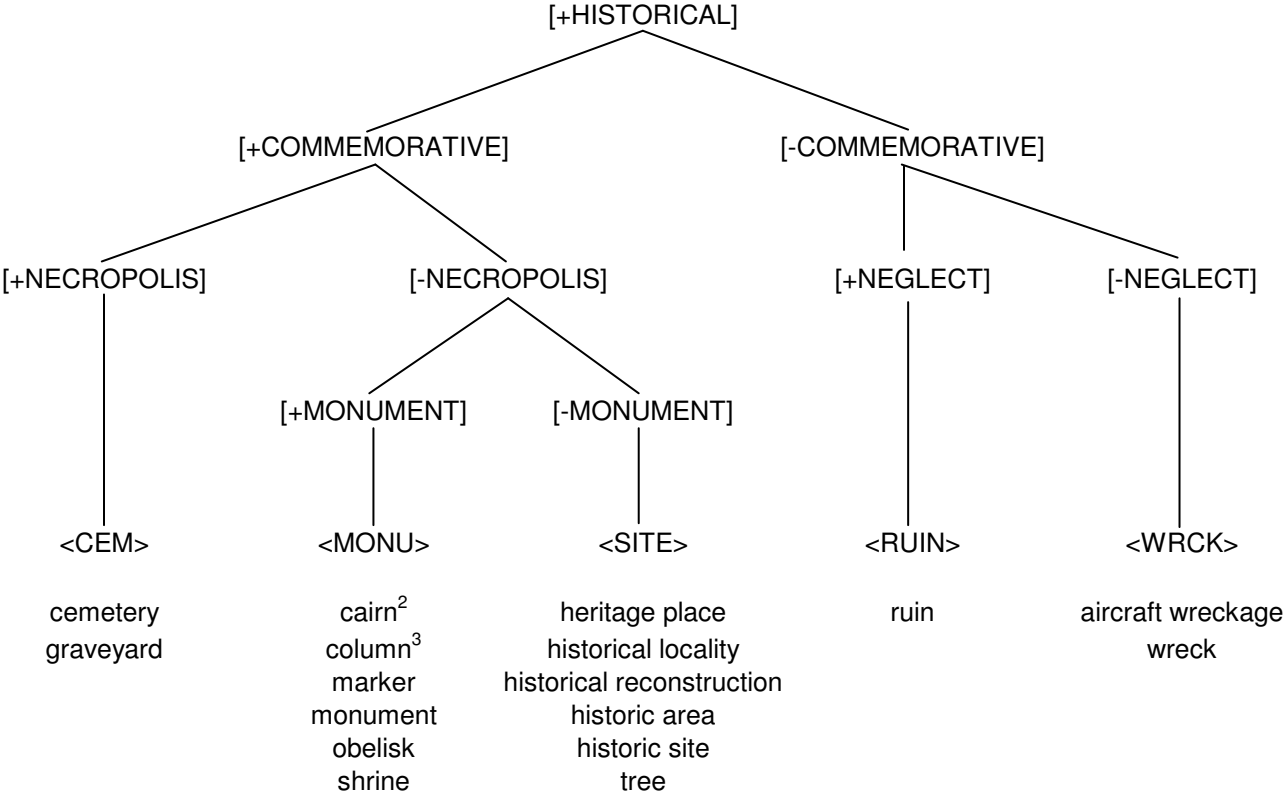 [+HISTORICAL]
[+COMMEMORATIVE] [-COMMEMORATIVE]
[+NECROPOLIS] [-NECROPOLIS] [+NEGLECT] [-NEGLECT]
[+MONUMENT] [-MONUMENT]
<CEM> <MONU> <SITE> <RUIN> <WRCK>
cemetery cairn² heritage place ruin aircraft wreckage
graveyard column³ historical locality wreck
marker historical reconstruction
monument historic area
obelisk historic site
shrine tree